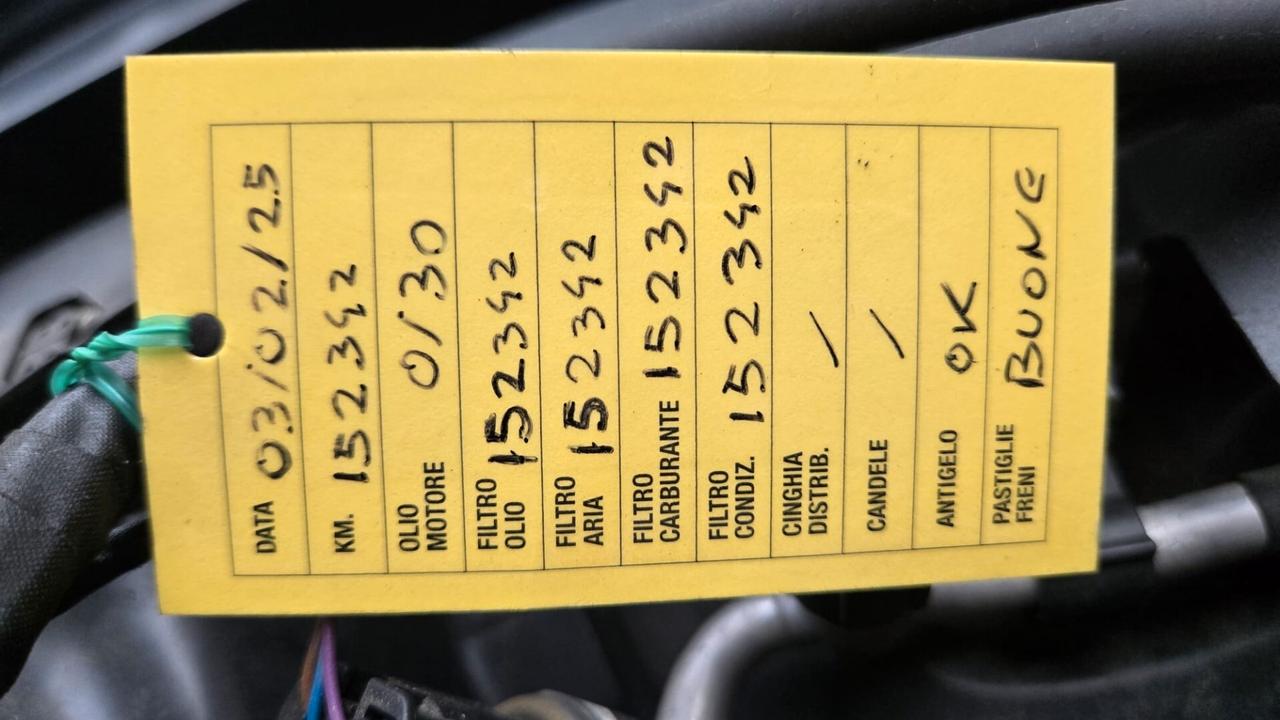 DATA 03/02/25
KM. 152342
OLIO MOTORE 0/30
FILTRO OLIO 152342
FILTRO ARIA 152342
FILTRO CARBURANTE 152342
FILTRO CONDIZ. 152342
CINGHIA DISTRIB. /
CANDELE /
ANTIGELO OK
PASTIGLIE FRENI BUONE